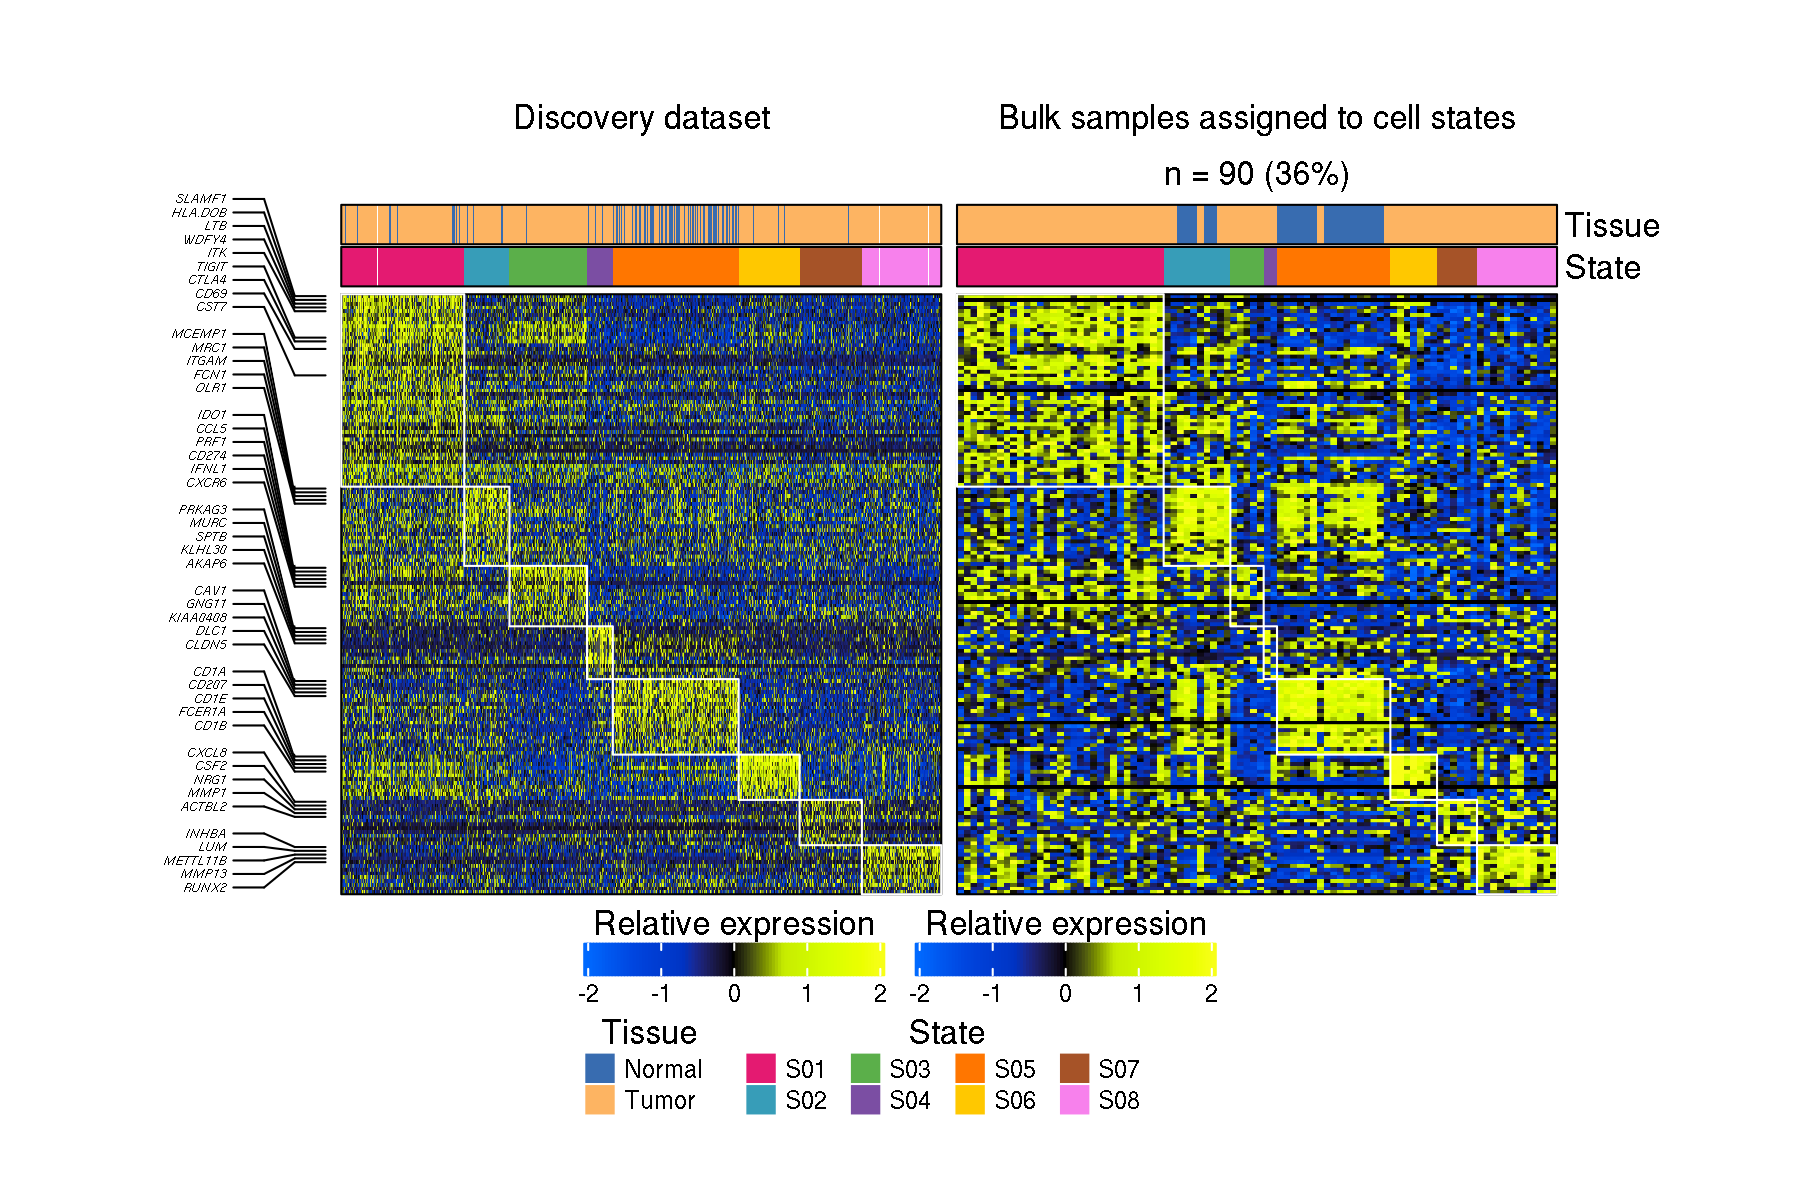 Discovery dataset
Bulk samples assigned to cell states
n = 90 (36%)
Tissue
State
SLAMF1
HLA.DOB
LTB
WDFY4
ITK
TIGIT
CTLA4
CD69
CST7
MCEMP1
MRC1
ITGAM
FCN1
OLR1
IDO1
CCL5
PRF1
CD274
IFNL1
CXCR6
PRKAG3
MURC
SPTB
KLHL30
AKAP6
CAV1
GNG11
KIAA0408
DLC1
CLDN5
CD1A
CD207
CD1E
FCER1A
CD1B
CXCL8
CSF2
NRG1
MMP1
ACTBL2
INHBA
LUM
METTL11B
MMP13
RUNX2
Relative expression
-2 -1 0 1 2
Relative expression
-2 -1 0 1 2
Tissue
Normal
Tumor
State
S01 S03 S05 S07
S02 S04 S06 S08